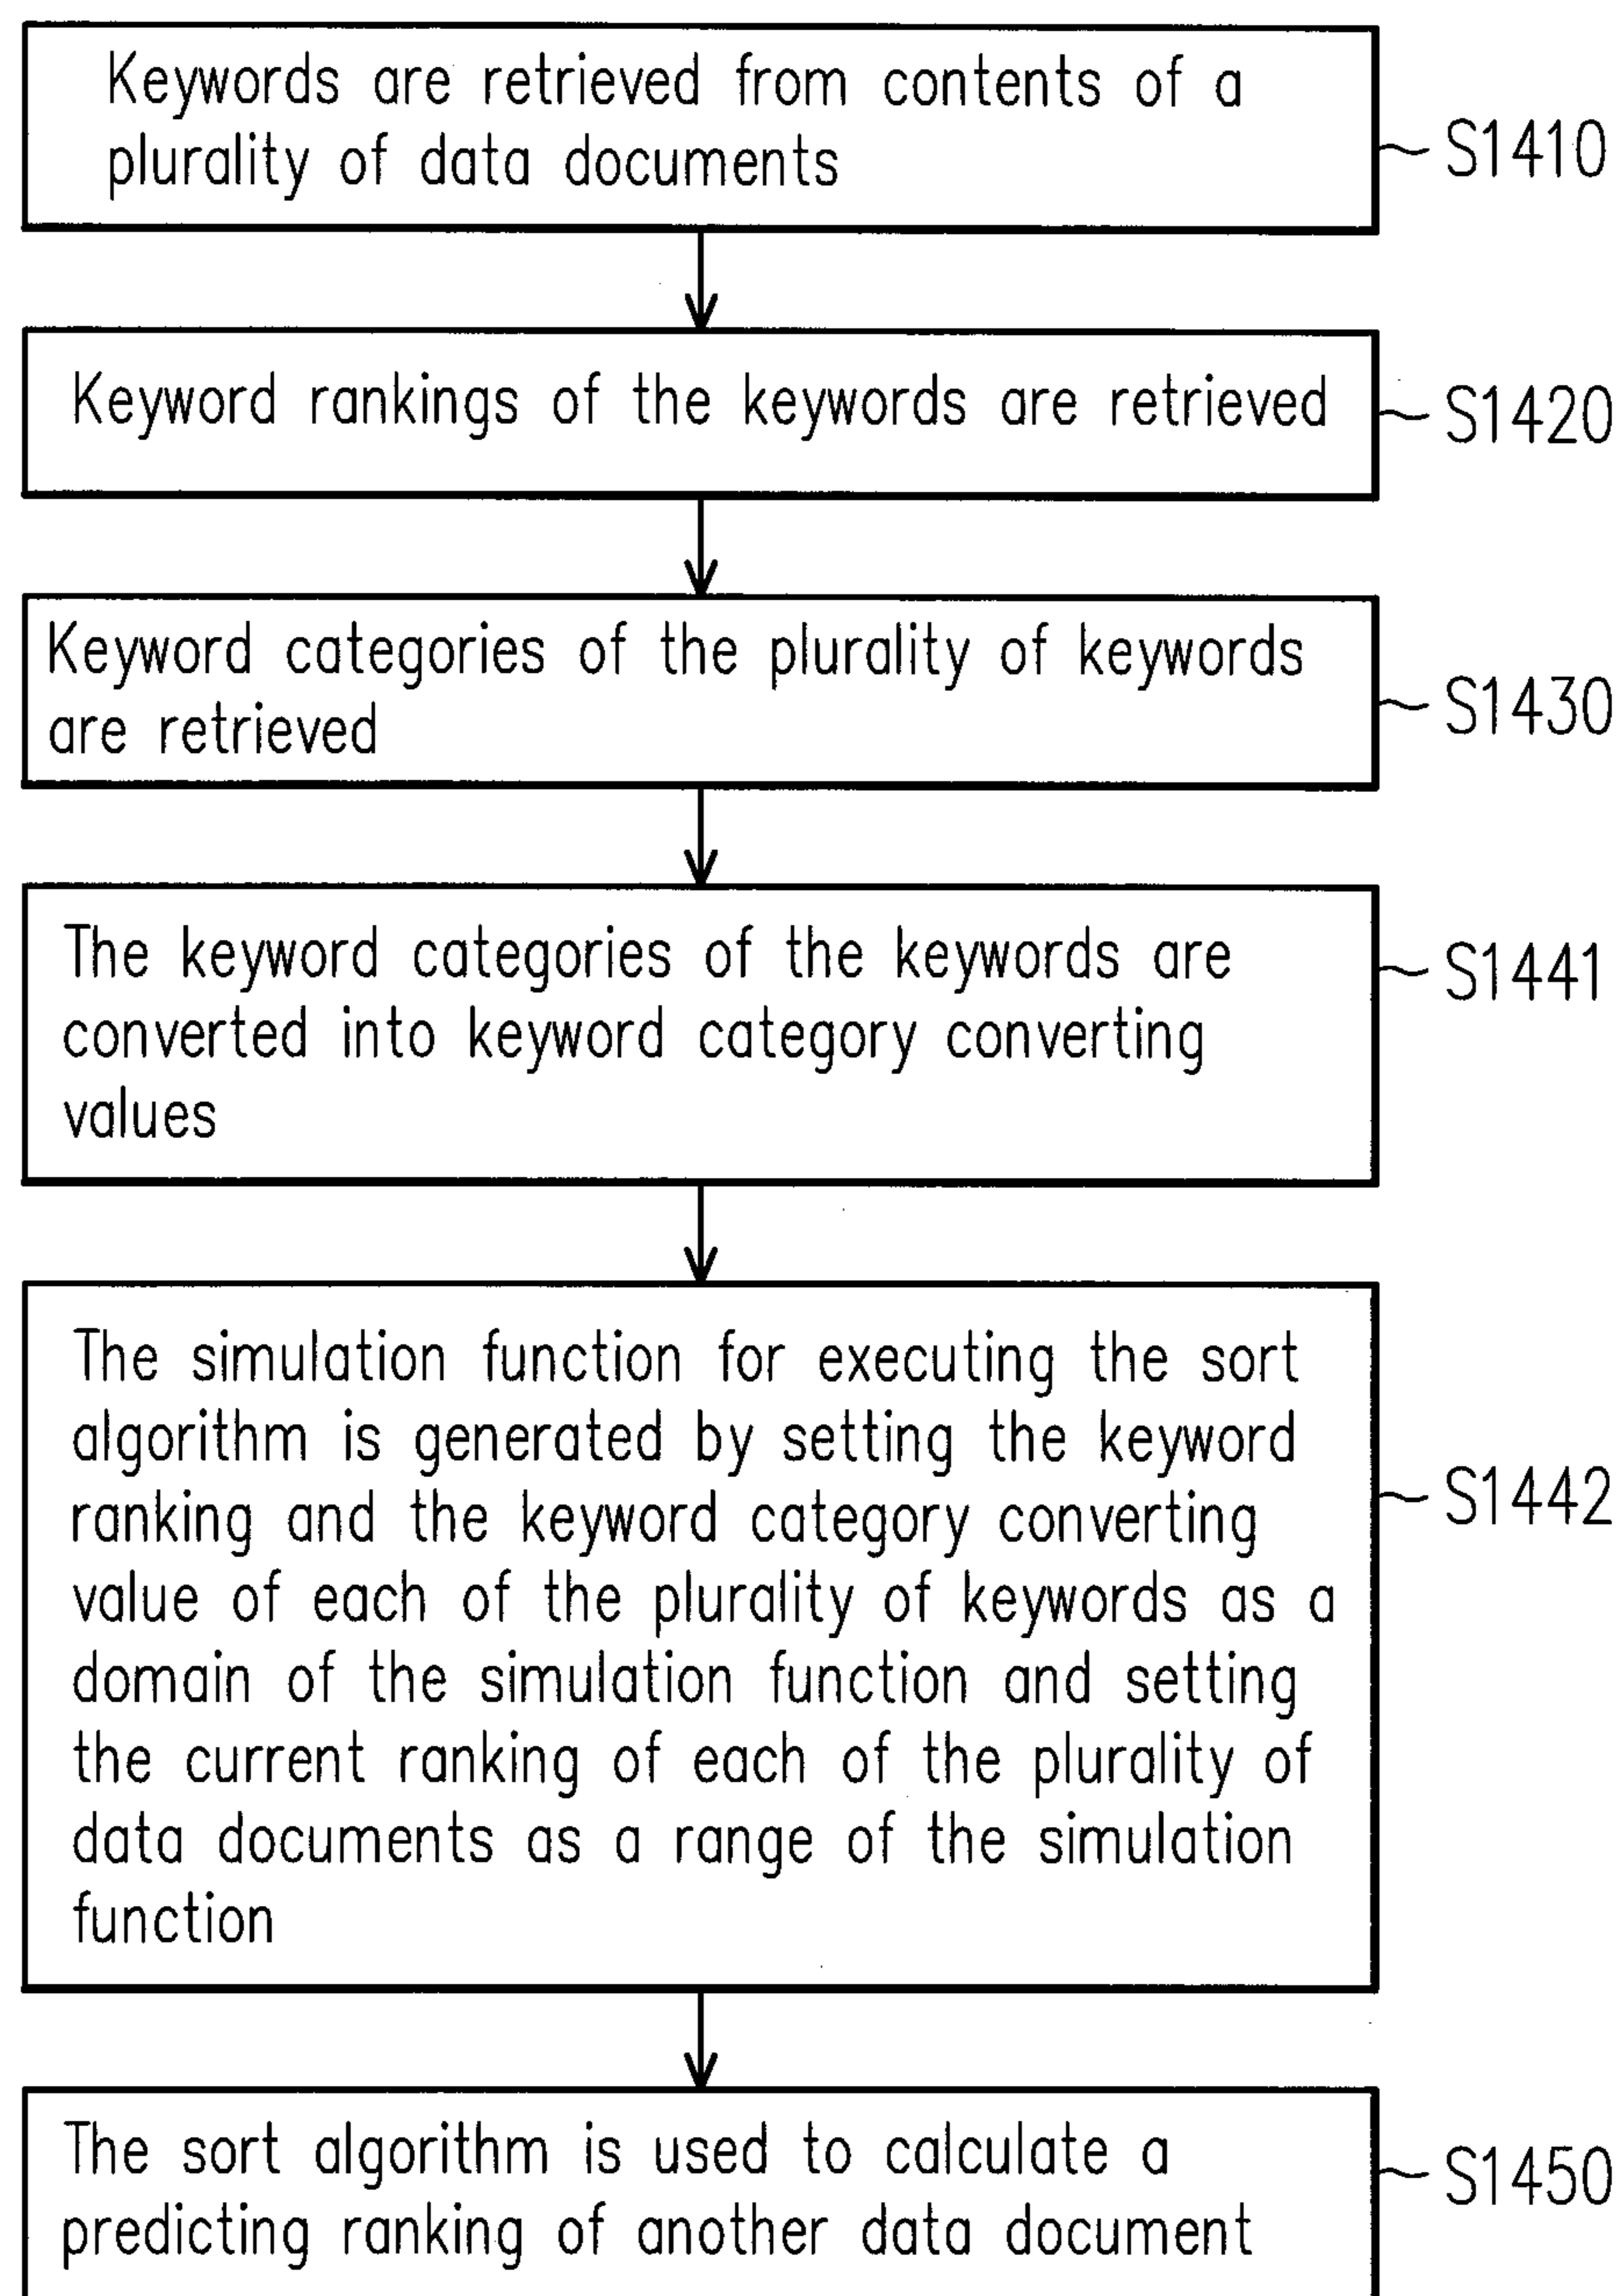 Keywords are retrieved from contents of a
plurality of data documents
S1410
Keyword rankings of the keywords are retrieved
S1420
Keyword categories of the plurality of keywords
are retrieved
S1430
The keyword categories of the keywords are
converted into keyword category converting
values
S1441
The simulation function for executing the sort
algorithm is generated by setting the keyword
ranking and the keyword category converting
value of each of the plurality of keywords as a
domain of the simulation function and setting
the current ranking of each of the plurality of
data documents as a range of the simulation
function
S1442
The sort algorithm is used to calculate a
predicting ranking of another data document
S1450